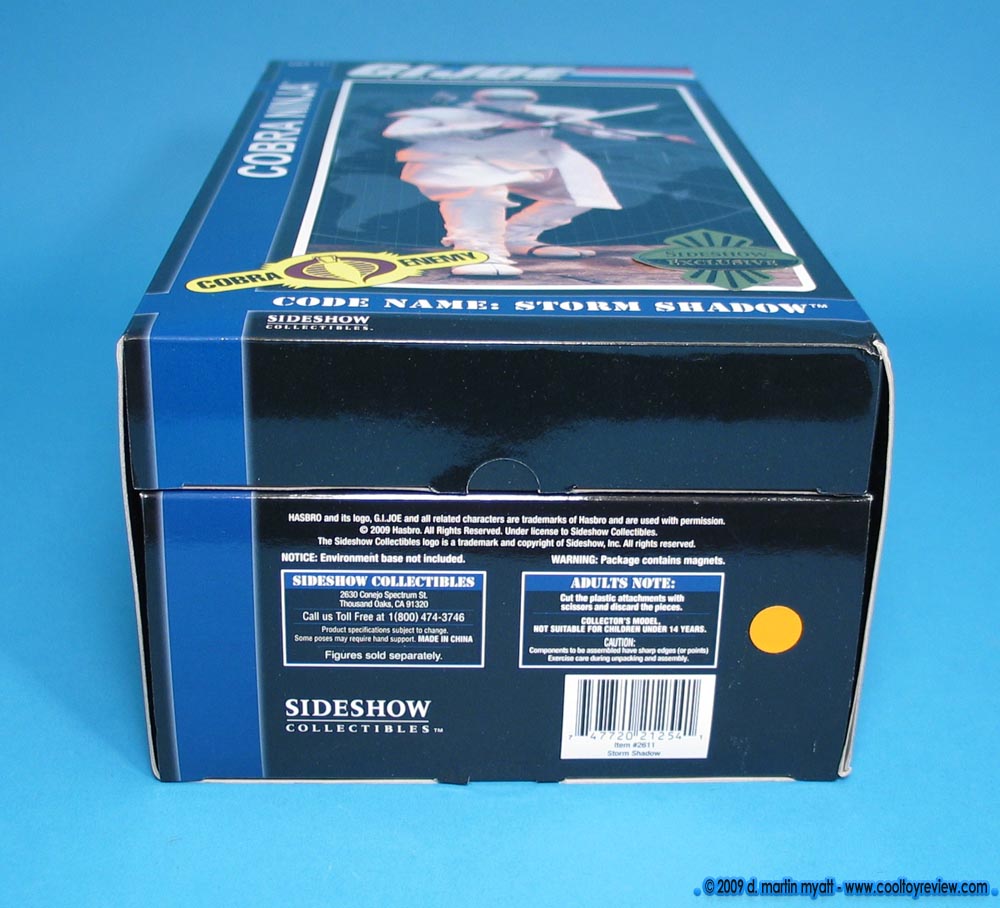 G.I.JOE
COBRA NINJA
SIDESHOW
EXCLUSIVE
COBRA ENEMY
CODE NAME: STORM SHADOW™
SIDESHOW
COLLECTIBLES.
HASBRO and its logo, G.I.JOE and all related characters are trademarks of Hasbro and are used with permission.
© 2009 Hasbro. All Rights Reserved. Under license to Sideshow Collectibles.
The Sideshow Collectibles logo is a trademark and copyright of Sideshow, Inc. All rights reserved.
NOTICE: Environment base not included.
WARNING: Package contains magnets.
SIDESHOW COLLECTIBLES
2630 Conejo Spectrum St.
Thousand Oaks, CA 91320
Call us Toll Free at 1(800) 474-3746
Product specifications subject to change.
Some poses may require hand support. MADE IN CHINA
Figures sold separately.
ADULTS NOTE:
Cut the plastic attachments with
scissors and discard the pieces.
COLLECTOR'S MODEL,
NOT SUITABLE FOR CHILDREN UNDER 14 YEARS.
CAUTION:
Components to be assembled have sharp edges (or points)
Exercise care during unpacking and assembly.
SIDESHOW
COLLECTIBLES™
7 47720 21254 1
Item #2611
Storm Shadow
© 2009 d. martin myatt - www.cooltoyreview.com